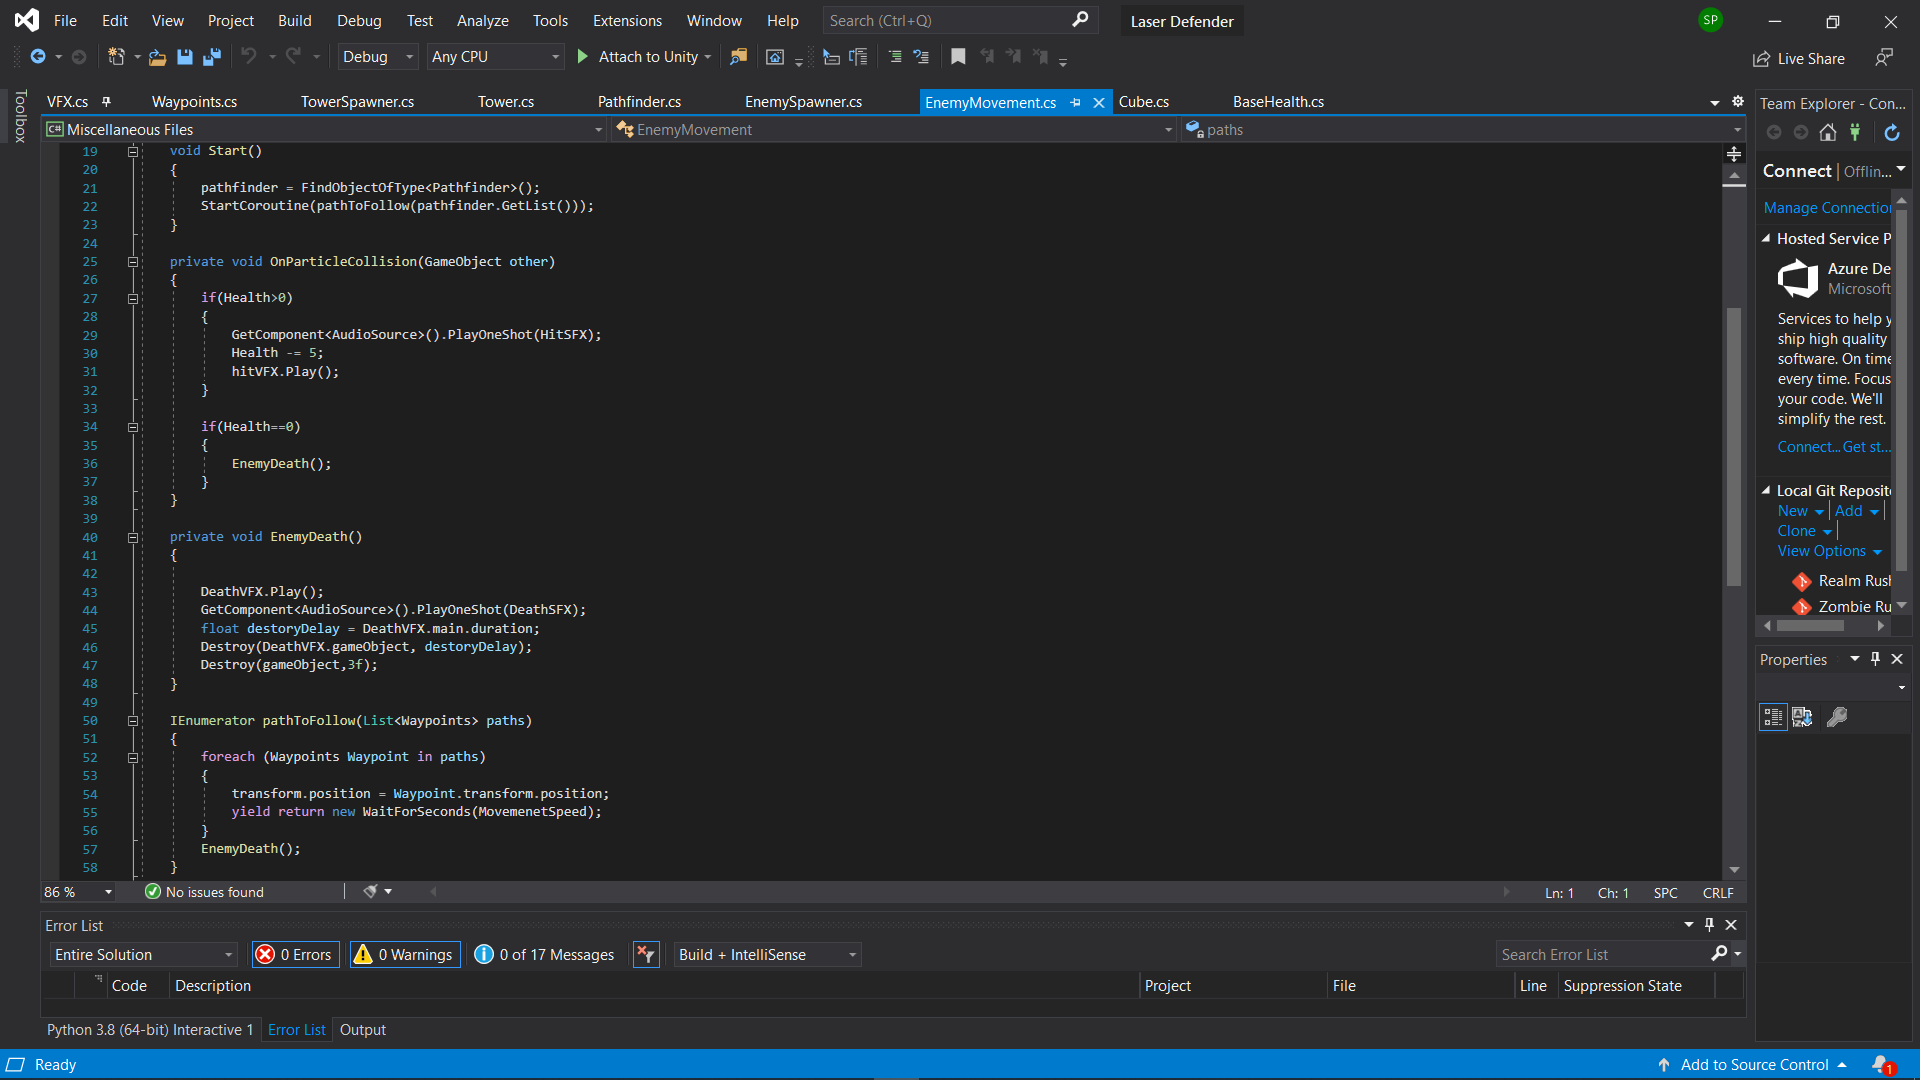 File Edit View Project Build Debug Test Analyze Tools Extensions Window Help Search (Ctrl+Q) Laser Defender SP
Debug Any CPU Attach to Unity Live Share
Toolbox
VFX.cs Waypoints.cs TowerSpawner.cs Tower.cs Pathfinder.cs EnemySpawner.cs EnemyMovement.cs Cube.cs BaseHealth.cs
C# Miscellaneous Files EnemyMovement paths
19 void Start()
20 {
21 pathfinder = FindObjectOfType<Pathfinder>();
22 StartCoroutine(pathToFollow(pathfinder.GetList()));
23 }
24
25 private void OnParticleCollision(GameObject other)
26 {
27 if(Health>0)
28 {
29 GetComponent<AudioSource>().PlayOneShot(HitSFX);
30 Health -= 5;
31 hitVFX.Play();
32 }
33
34 if(Health==0)
35 {
36 EnemyDeath();
37 }
38 }
39
40 private void EnemyDeath()
41 {
42
43 DeathVFX.Play();
44 GetComponent<AudioSource>().PlayOneShot(DeathSFX);
45 float destoryDelay = DeathVFX.main.duration;
46 Destroy(DeathVFX.gameObject, destoryDelay);
47 Destroy(gameObject,3f);
48 }
49
50 IEnumerator pathToFollow(List<Waypoints> paths)
51 {
52 foreach (Waypoints Waypoint in paths)
53 {
54 transform.position = Waypoint.transform.position;
55 yield return new WaitForSeconds(MovemenetSpeed);
56 }
57 EnemyDeath();
58 }
86 % No issues found Ln: 1 Ch: 1 SPC CRLF
Error List
Entire Solution 0 Errors 0 Warnings 0 of 17 Messages Build + IntelliSense Search Error List
Code Description Project File Line Suppression State
Python 3.8 (64-bit) Interactive 1 Error List Output
Team Explorer - Con...
Connect | Offlin...
Manage Connectio
Hosted Service P
Azure De
Microsoft
Services to help y
ship high quality
software. On time
every time. Focus
your code. We'll
simplify the rest.
Connect... Get st...
Local Git Reposit
New Add
Clone
View Options
Realm Rush
Zombie Ru
Properties
Ready Add to Source Control 1